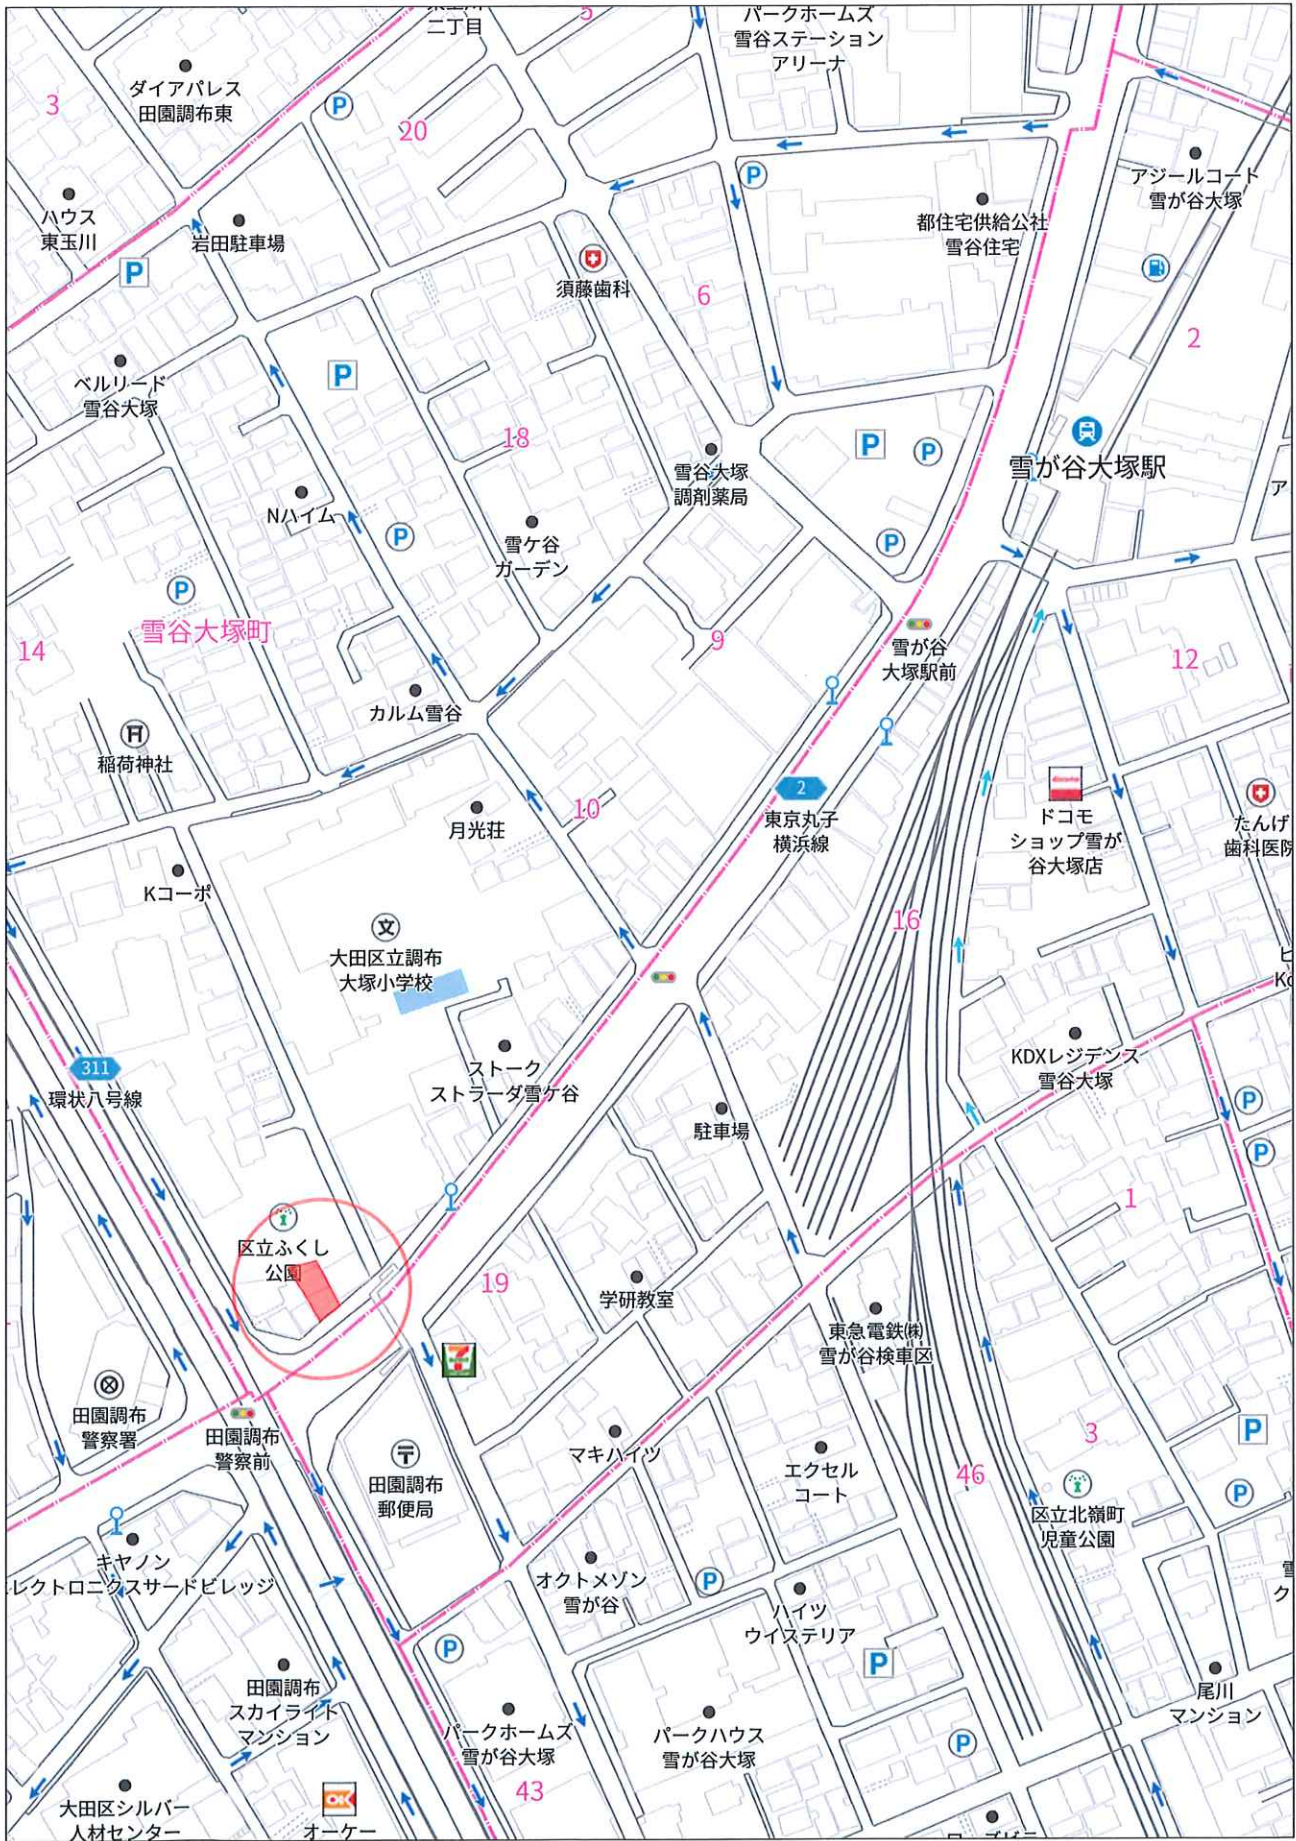 二丁目
5
パークホームズ
雪谷ステーション
アリーナ
ダイアパレス
田園調布東
3
P
20
P
アジールコート
雪が谷大塚
ハウス
東玉川
岩田駐車場
都住宅供給公社
雪谷住宅
P
須藤歯科
6
2
ベルリード
雪谷大塚
P
18
雪谷大塚
調剤薬局
P
P
雪が谷大塚駅
ア
Nハイム
P
雪ケ谷
ガーデン
P
P
雪谷大塚町
14
9
雪が谷
大塚駅前
12
カルム雪谷
稲荷神社
2
東京丸子
横浜線
docomo
ドコモ
ショップ雪が
谷大塚店
たんげ
歯科医院
月光荘
10
Kコーポ
文
大田区立調布
大塚小学校
16
311
環状八号線
ストーク
ストラーダ雪ケ谷
KDXレジデンス
雪谷大塚
駐車場
P
P
1
区立ふくし
公園
19
学研教室
東急電鉄㈱
雪が谷検車区
田園調布
警察署
田園調布
警察前
田園調布
郵便局
マキハイツ
エクセル
コート
46
3
P
P
区立北嶺町
児童公園
キヤノン
レクトロニクスサードビレッジ
オクトメゾン
雪が谷
P
ハイツ
ウイステリア
P
P
田園調布
スカイライト
マンション
パークホームズ
雪が谷大塚
パークハウス
雪が谷大塚
尾川
マンション
P
43
大田区シルバー
人材センター
OK
オーケー